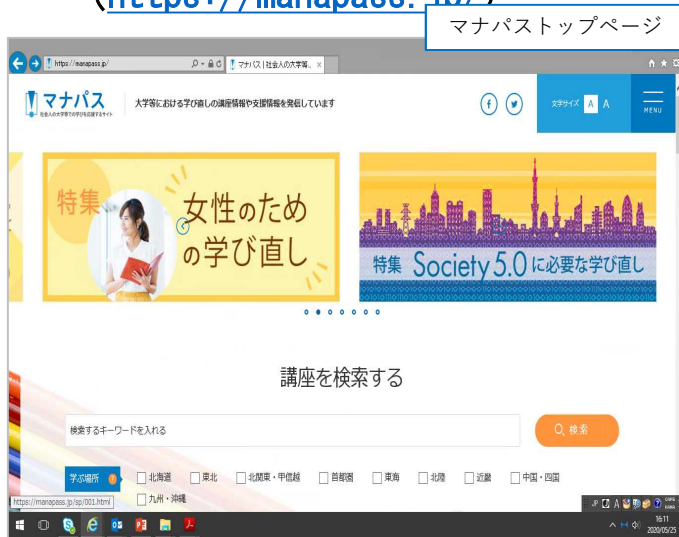 (https://manapass.jp/)
マナパストップページ
https://manapass.jp/
マナパス | 社会人の大学等...
マナパス
社会人の大学等での学びを応援するサイト
大学等における学び直しの講座情報や支援情報を発信しています
文字サイズ A A
MENU
特集
女性のため
の学び直し
特集 Society 5.0 に必要な学び直し
講座を検索する
検索するキーワードを入れる
検索
学ぶ場所
北海道 東北 北関東・甲信越 首都圏 東海 北陸 近畿 中国・四国
九州・沖縄
https://manapass.jp/sp/001.html
JP A CAPS
KANA
16:11
2020/05/25